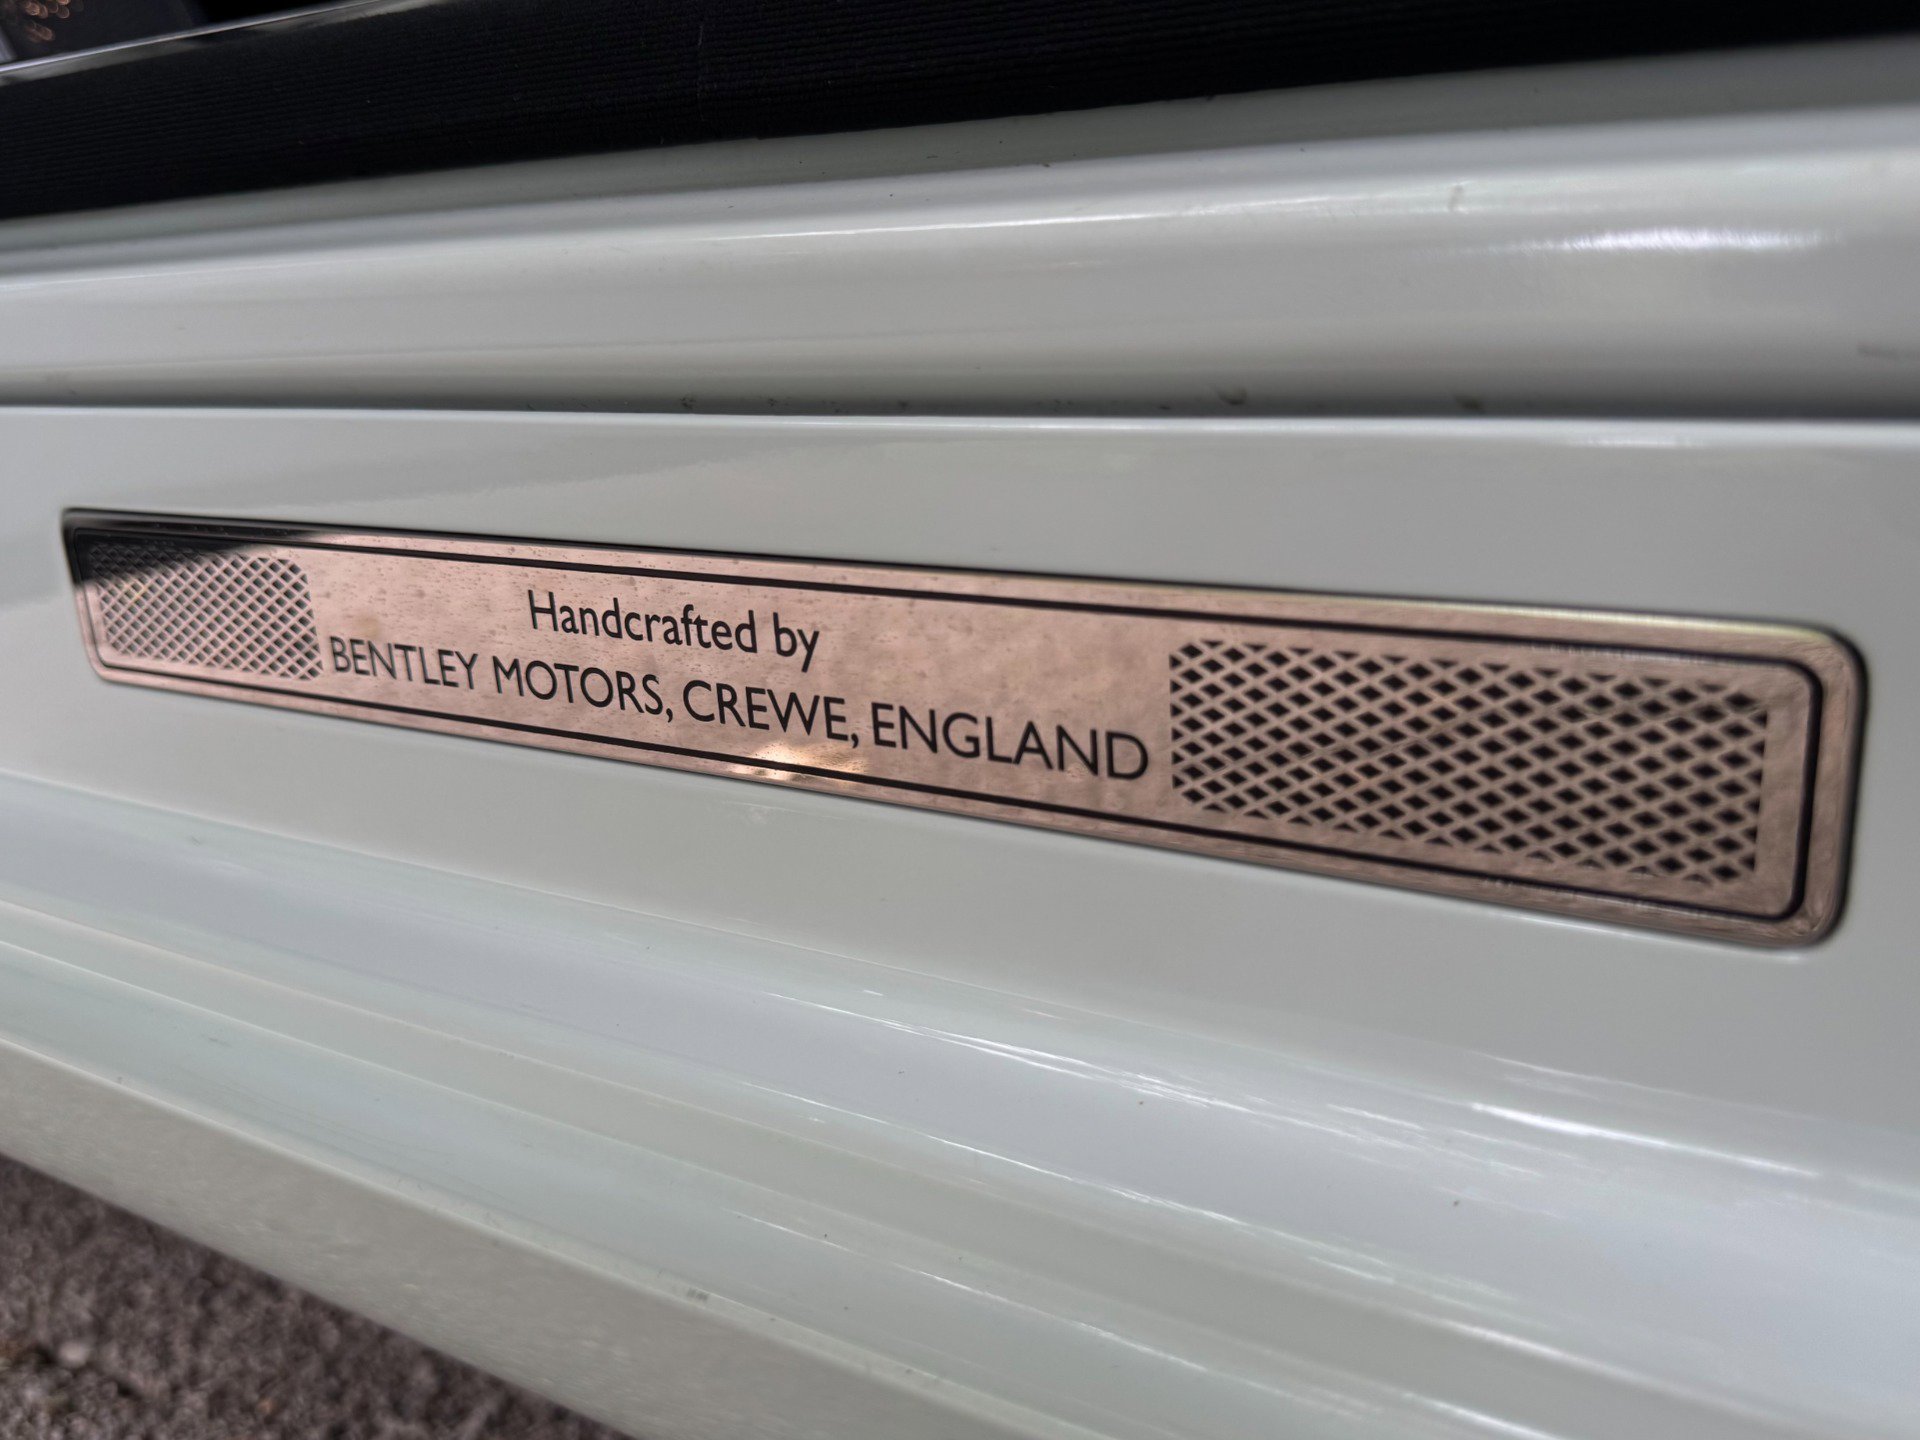 Handcrafted by
BENTLEY MOTORS, CREWE, ENGLAND